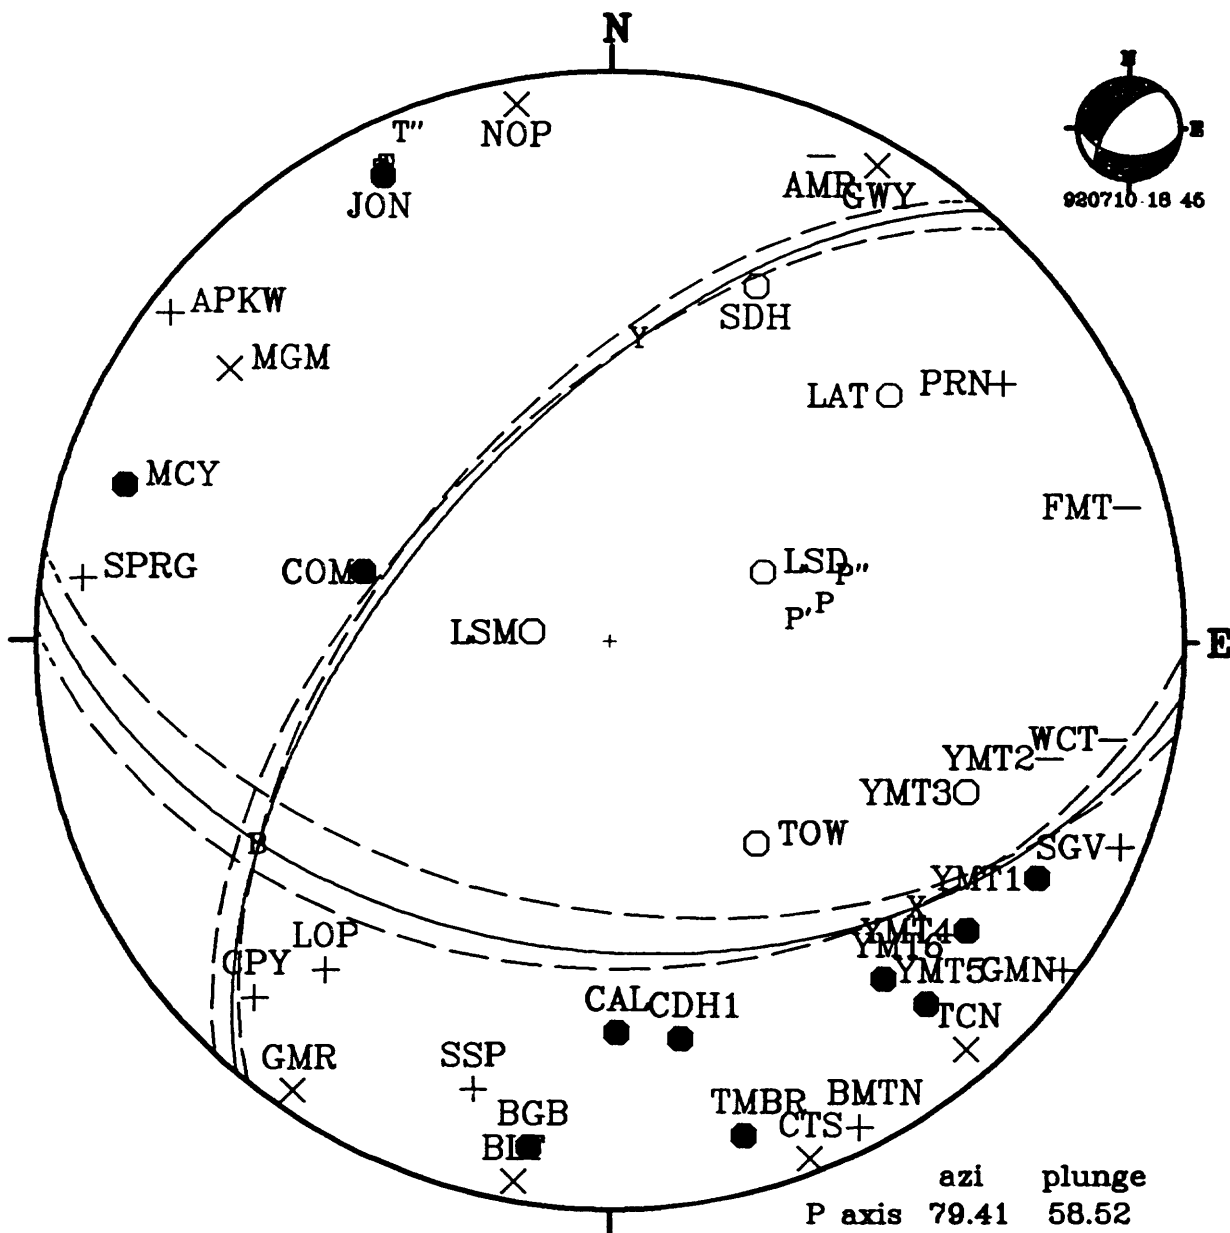 N
T''
T
NOP
JON
AMR
GWY
N
E
920710 16 45
APKW
MGM
SDH
Y
LAT
PRN
MCY
FMT
SPRG
COM
LSD
P''
P'
P
LSM
E
WCT
YMT2
YMT3
TOW
B
SGV
YMT1
X
YMT4
YMT6
YMT5
GMN
LOP
CPY
CAL
CDH1
TCN
GMR
SSP
BGB
BLT
TMBR
BMTN
CTS
azi plunge
P axis 79.41 58.52